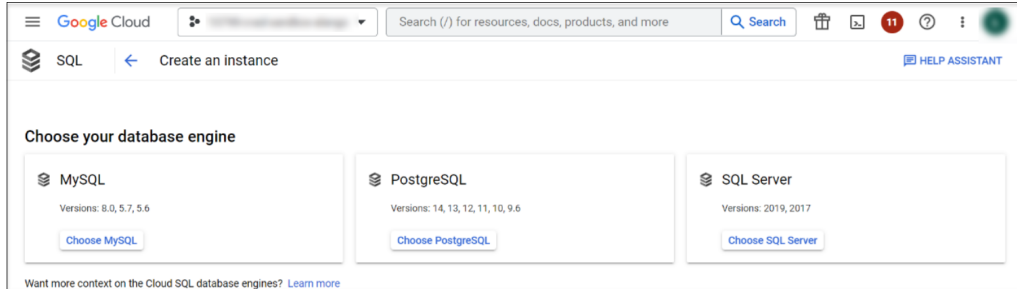 Google Cloud
Search (/) for resources, docs, products, and more
Search
11
SQL
Create an instance
HELP ASSISTANT
Choose your database engine
MySQL
Versions: 8.0, 5.7, 5.6
Choose MySQL
PostgreSQL
Versions: 14, 13, 12, 11, 10, 9.6
Choose PostgreSQL
SQL Server
Versions: 2019, 2017
Choose SQL Server
Want more context on the Cloud SQL database engines? Learn more